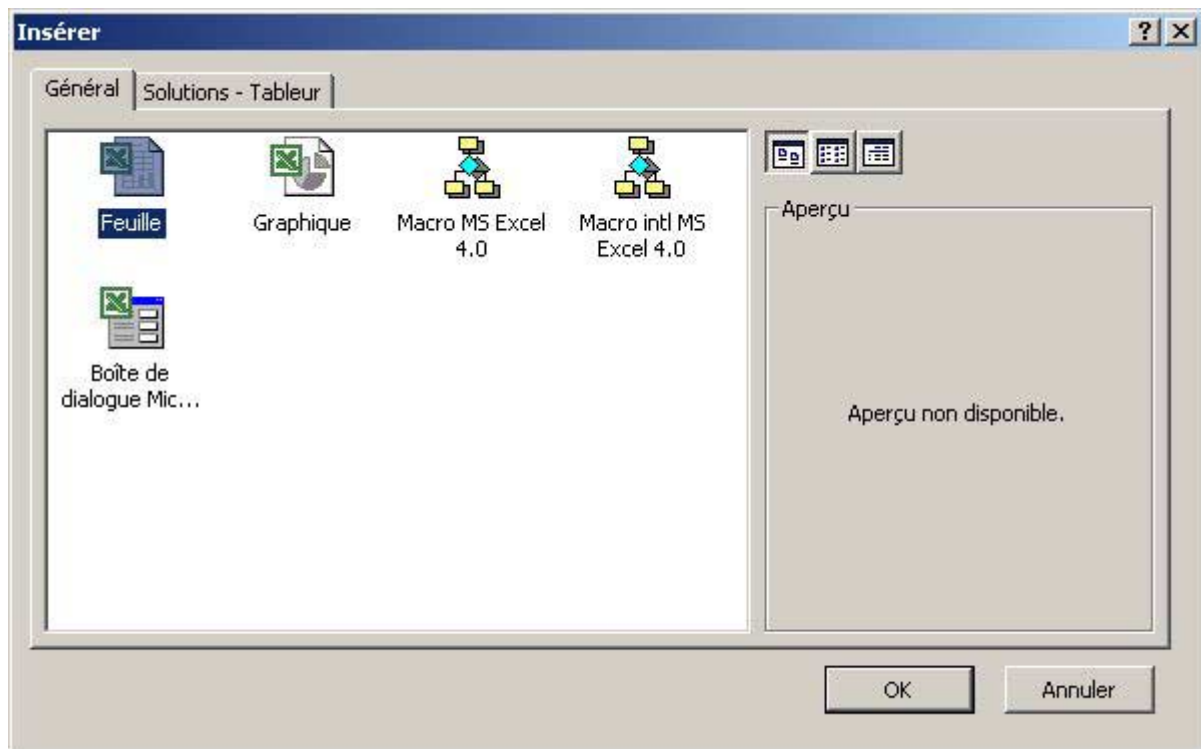 Insérer
Général
Solutions - Tableur
Feuille
Graphique
Macro MS Excel
4.0
Macro intl MS
Excel 4.0
Boîte de
dialogue Mic...
Aperçu
Aperçu non disponible.
OK
Annuler